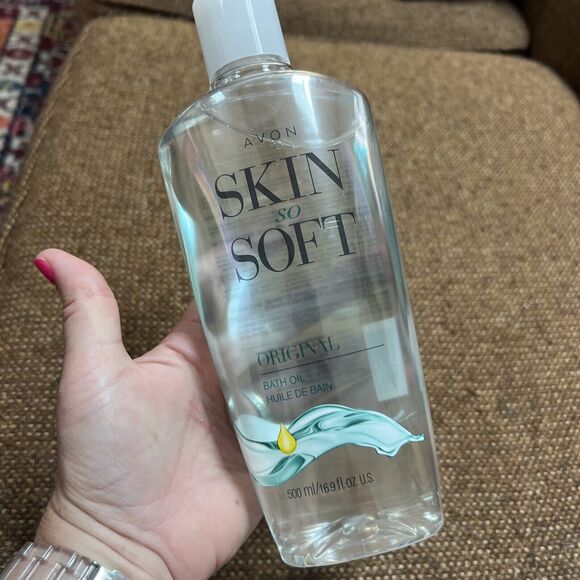 AVON
SKIN
so
SOFT
ORIGINAL
BATH OIL
HUILE DE BAIN
500 ml/16.9 fl. oz. U.S.